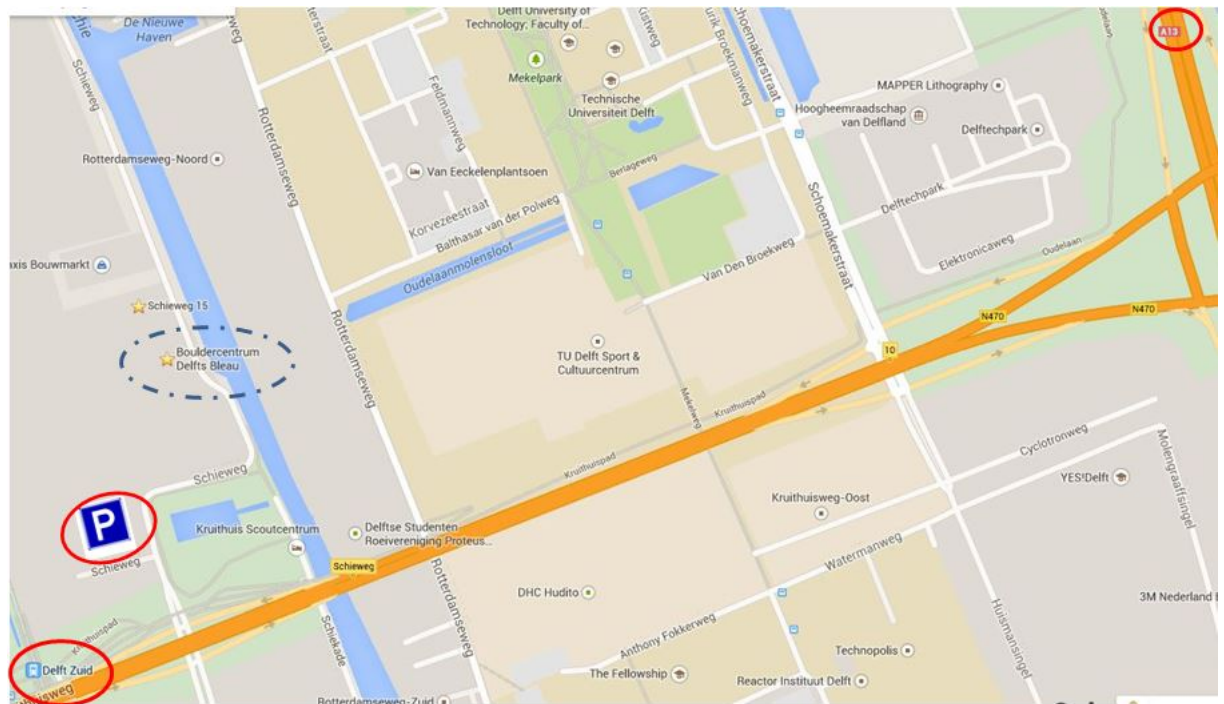 Schie
De Nieuwe
Haven
Schieweg
Rotterdamseweg
Feldmannweg
Delft University of
Technology; Faculty of...
Mekelpark
Technische
Universiteit Delft
Schoemakerstraat
Oudelaan
A13
MAPPER Lithography
Hoogheemraadschap
van Delfland
Delftechpark
Rotterdamseweg-Noord
Van Eeckelenplantsoen
Berlageweg
Korvezeestraat
Balthasar van der Polweg
Oudelaanmolensloot
Delftechpark
Schoemakerstraat
Elektronicaweg
Oudelaan
Van Den Broekweg
Schieweg 15
Bouldercentrum
Delfts Bleau
Rotterdamseweg
N470
N470
10
TU Delft Sport &
Cultuurcentrum
Mekelweg
Kruithuispad
Kruithuispad
Schieweg
P
Kruithuis Scoutcentrum
Delftse Studenten
Roeivereniging Proteus...
Schieweg
Schieweg
Kruithuisweg-Oost
Cyclotronweg
YES!Delft
Molengraaffsingel
Watermanweg
Rotterdamseweg
DHC Hudito
3M Nederland
Huismansingel
Kruithuispad
Schiekade
Delft Zuid
Anthony Fokkerweg
Technopolis
The Fellowship
Reactor Instituut Delft
Rotterdamseweg-Zuid